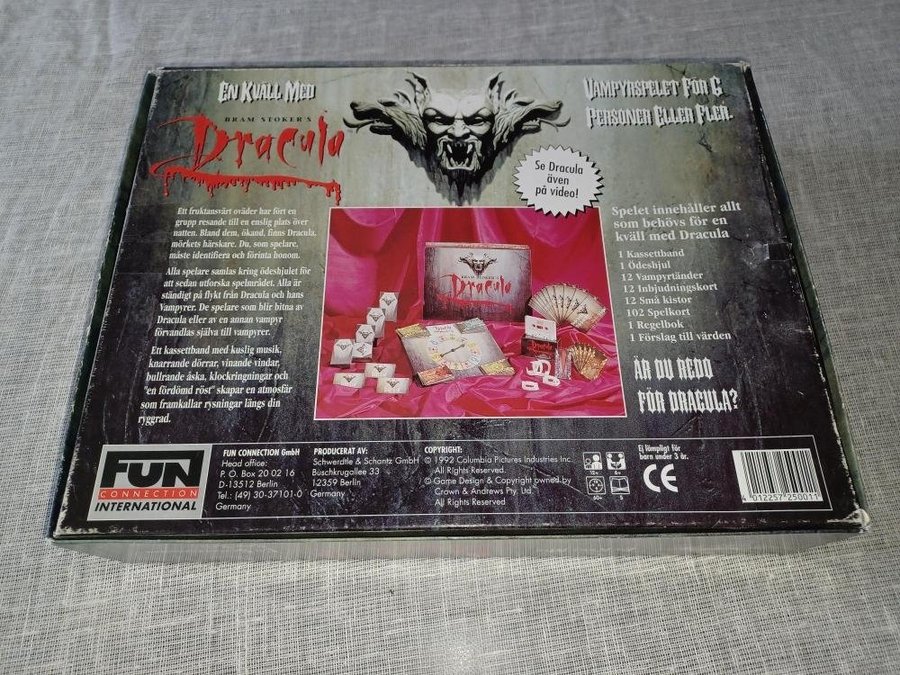 En Kväll Med
BRAM STOKER'S
Dracula
Vampyrspelet För 6
Personer Eller Fler.
Se Dracula
även
på video!
Ett fruktansvärt oväder har fört en
grupp resande till en enslig plats över
natten. Bland dem, okänd, finns Dracula,
mörkets härskare. Du, som spelare,
måste identifiera och förinta honom.
Alla spelare samlas kring ödeshjulet för
att sedan utforska spelområdet. Alla är
ständigt på flykt från Dracula och hans
Vampyrer. De spelare som blir bitna av
Dracula eller av en annan vampyr
förvandlas själva till vampyrer.
Ett kassettband med kuslig musik,
knarrande dörrar, vinande vindar,
bullrande åska, klockringningar och
"en fördömd röst" skapar en atmosfär
som framkallar rysningar längs din
ryggrad.
BRAM STOKER'S
Dracula
Spelet innehåller allt
som behövs för en
kväll med Dracula
1 Kassettband
1 Ödeshjul
12 Vampyrtänder
12 Inbjudningskort
12 Små kistor
102 Spelkort
1 Regelbok
1 Förslag till värden
Är Du Redo
För Dracula?
FUN
CONNECTION
INTERNATIONAL
FUN CONNECTION GmbH
Head office:
P. O. Box 20 02 16
D-13512 Berlin
Tel.: (49) 30-37101-0
Germany
PRODUCERAT AV:
Schwerdtle & Schantz GmbH
Buschkrugallee 33
12359 Berlin
Germany
COPYRIGHT:
© 1992 Columbia Pictures Industries Inc.
All Rights Reserved.
© Game Design & Copyright owned by
Crown & Andrews Pty. Ltd.
All Rights Reserved
Ej lämpligt för
barn under 3 år.
CE
4 012257 250011